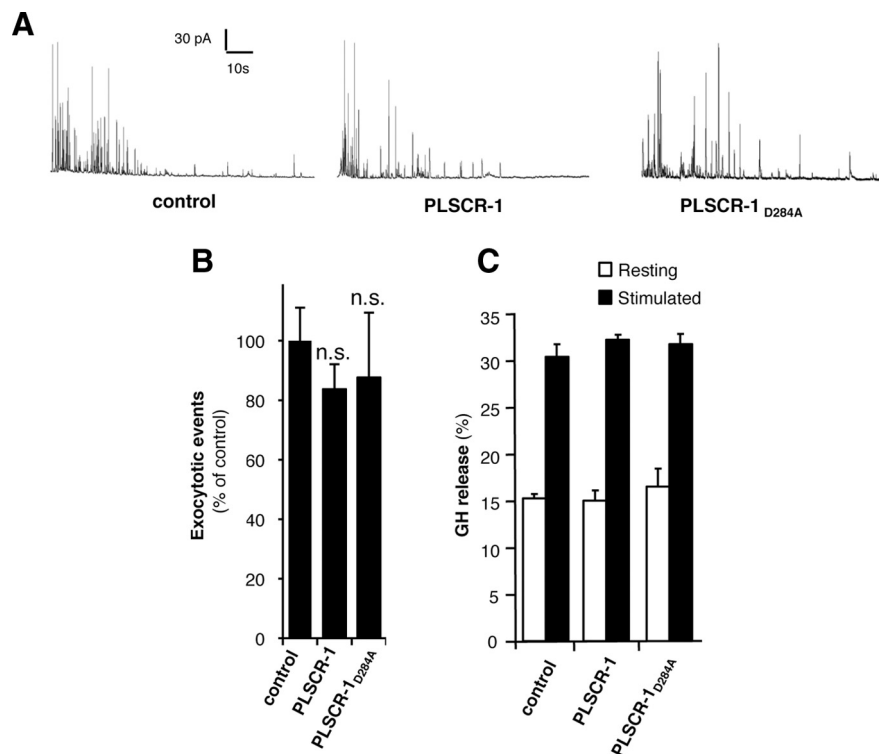 A
30 pA
10s
control
PLSCR-1
PLSCR-1 D284A
B
Exocytotic events
(% of control)
100
80
60
40
20
0
n.s.
n.s.
control
PLSCR-1
PLSCR-1D284A
C
Resting
Stimulated
GH release (%)
35
30
25
20
15
10
5
0
control
PLSCR-1
PLSCR-1D284A